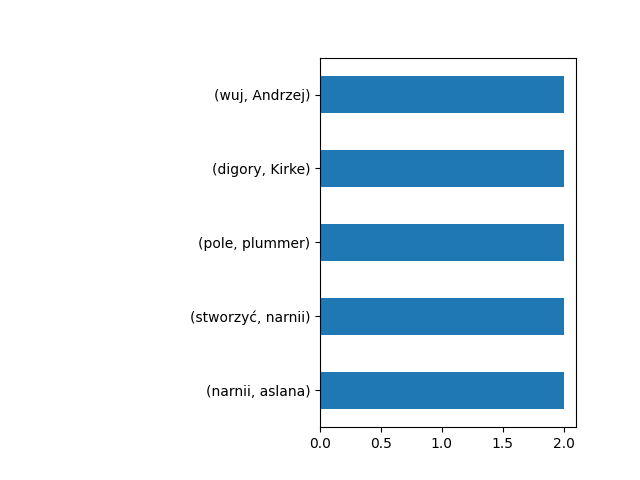 (wuj, Andrzej)
(digory, Kirke)
(pole, plummer)
(stworzyć, narnii)
(narnii, aslana)
0.0 0.5 1.0 1.5 2.0